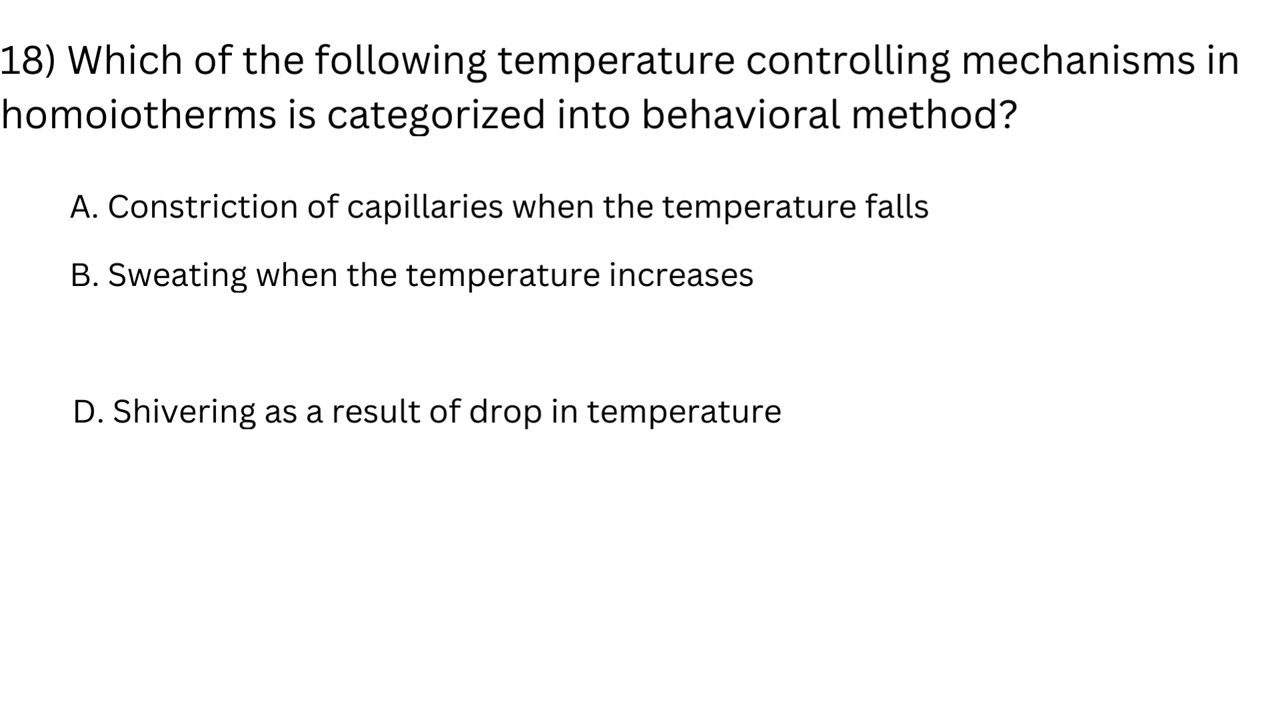 18) Which of the following temperature controlling mechanisms in
homoiotherms is categorized into behavioral method?
A. Constriction of capillaries when the temperature falls
B. Sweating when the temperature increases
D. Shivering as a result of drop in temperature